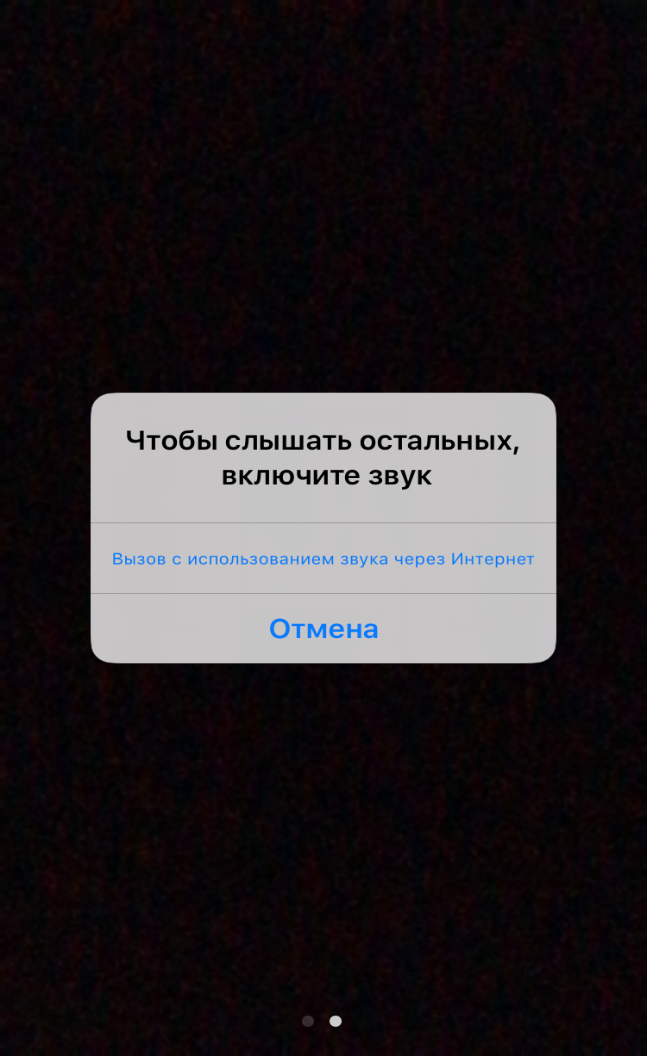 Чтобы слышать остальных,
включите звук
Вызов с использованием звука через Интернет
Отмена